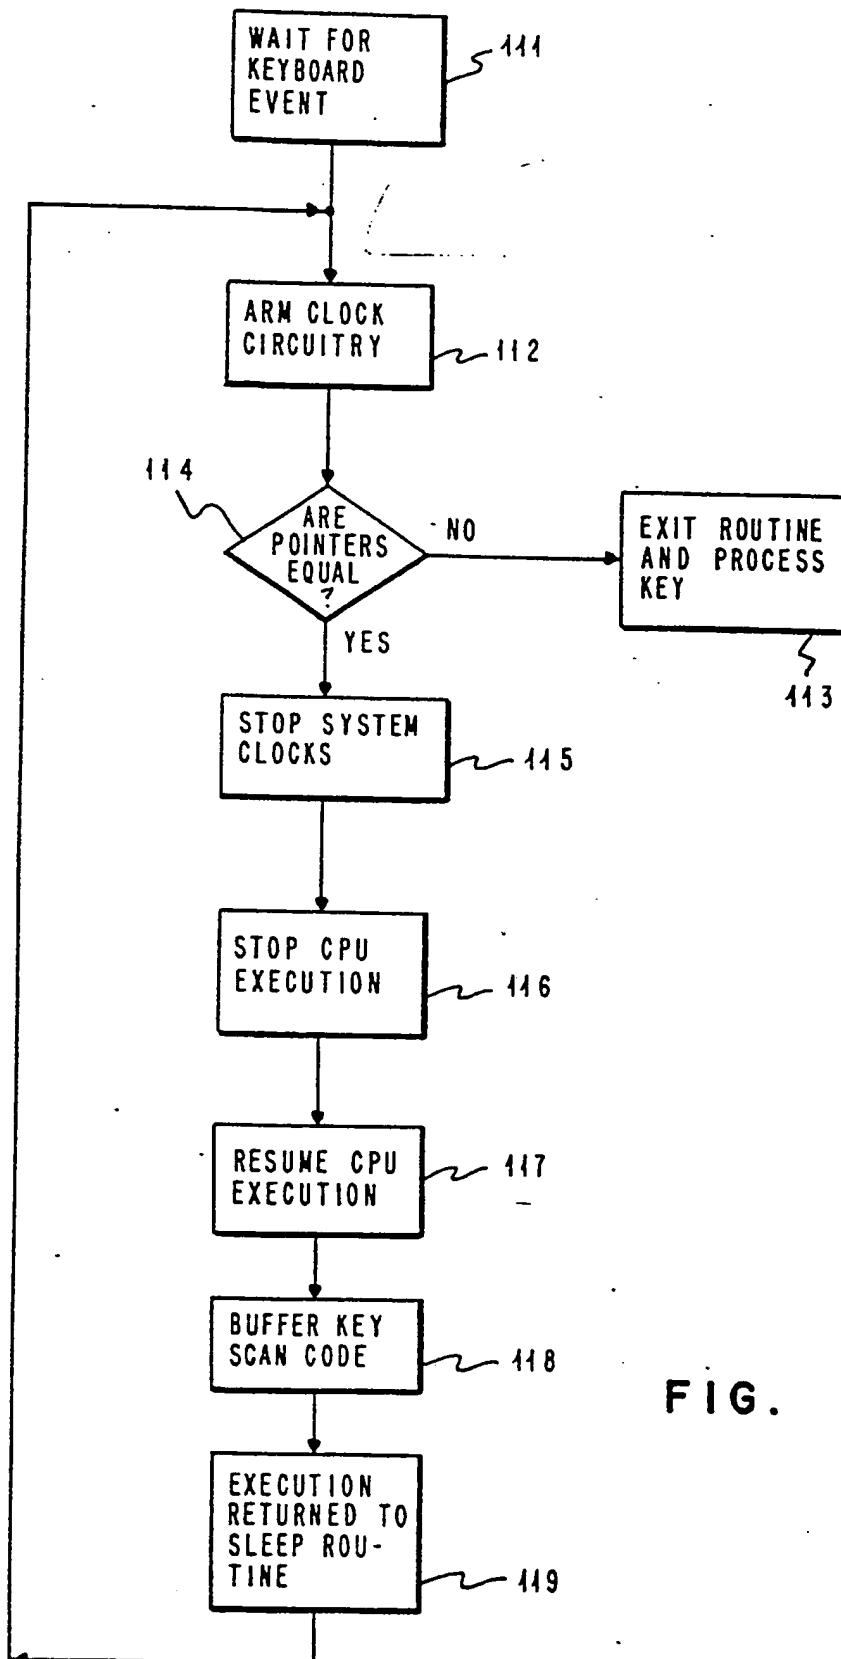 WAIT FOR
KEYBOARD
EVENT
111
ARM CLOCK
CIRCUITRY
112
114
ARE
POINTERS
EQUAL
?
NO
EXIT ROUTINE
AND PROCESS
KEY
113
YES
STOP SYSTEM
CLOCKS
115
STOP CPU
EXECUTION
116
RESUME CPU
EXECUTION
117
BUFFER KEY
SCAN CODE
118
FIG.
EXECUTION
RETURNED TO
SLEEP ROU-
TINE
119